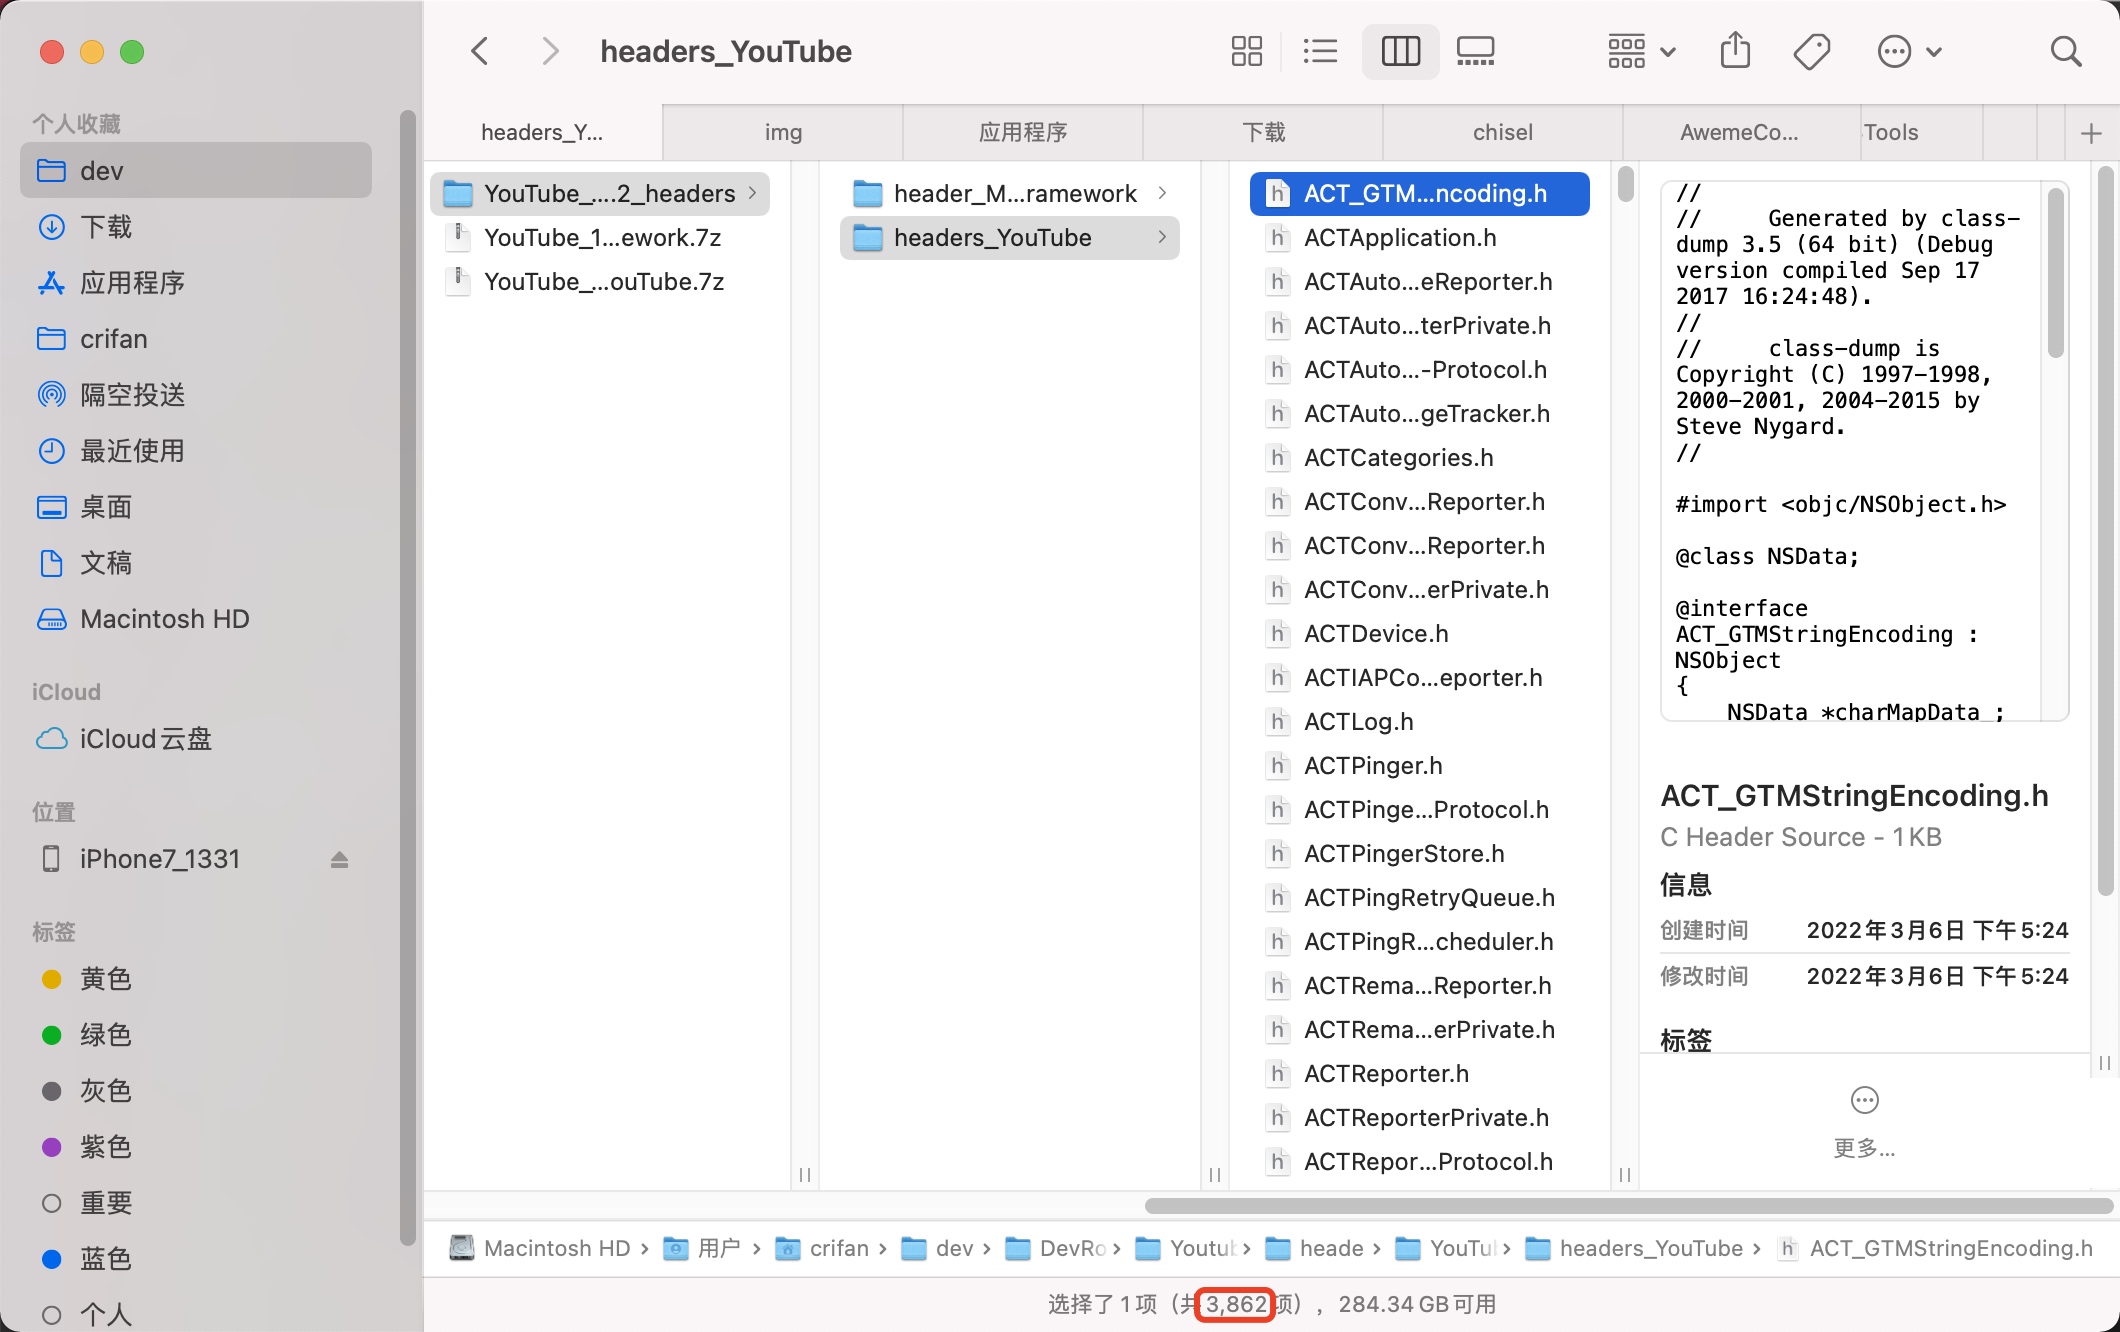 headers_YouTube
个人收藏
dev
下载
应用程序
crifan
隔空投送
最近使用
桌面
文稿
Macintosh HD
iCloud
iCloud云盘
位置
iPhone7_1331
标签
黄色
绿色
灰色
紫色
重要
蓝色
个人
headers_Y...
img
应用程序
下载
chisel
AwemeCo...
Tools
YouTube_....2_headers
YouTube_1...ework.7z
YouTube_...ouTube.7z
header_M...ramework
headers_YouTube
ACT_GTM...ncoding.h
ACTApplication.h
ACTAuto...eReporter.h
ACTAuto...terPrivate.h
ACTAuto...-Protocol.h
ACTAuto...geTracker.h
ACTCategories.h
ACTConv...Reporter.h
ACTConv...Reporter.h
ACTConv...erPrivate.h
ACTDevice.h
ACTIAPCo...eporter.h
ACTLog.h
ACTPinger.h
ACTPinge...Protocol.h
ACTPingerStore.h
ACTPingRetryQueue.h
ACTPingR...cheduler.h
ACTRema...Reporter.h
ACTRema...erPrivate.h
ACTReporter.h
ACTReporterPrivate.h
ACTRepor...Protocol.h
//
//     Generated by class-
dump 3.5 (64 bit) (Debug
version compiled Sep 17
2017 16:24:48).
//
//     class-dump is
Copyright (C) 1997-1998,
2000-2001, 2004-2015 by
Steve Nygard.
//
#import <objc/NSObject.h>
@class NSData;
@interface
ACT_GTMStringEncoding :
NSObject
{
    NSData *charMapData_;
ACT_GTMStringEncoding.h
C Header Source - 1 KB
信息
创建时间 2022年3月6日 下午5:24
修改时间 2022年3月6日 下午5:24
标签
更多...
Macintosh HD › 用户 › crifan › dev › DevRo › Youtub › heade › YouTu › headers_YouTube › ACT_GTMStringEncoding.h
选择了1项（共3,862项），284.34 GB可用